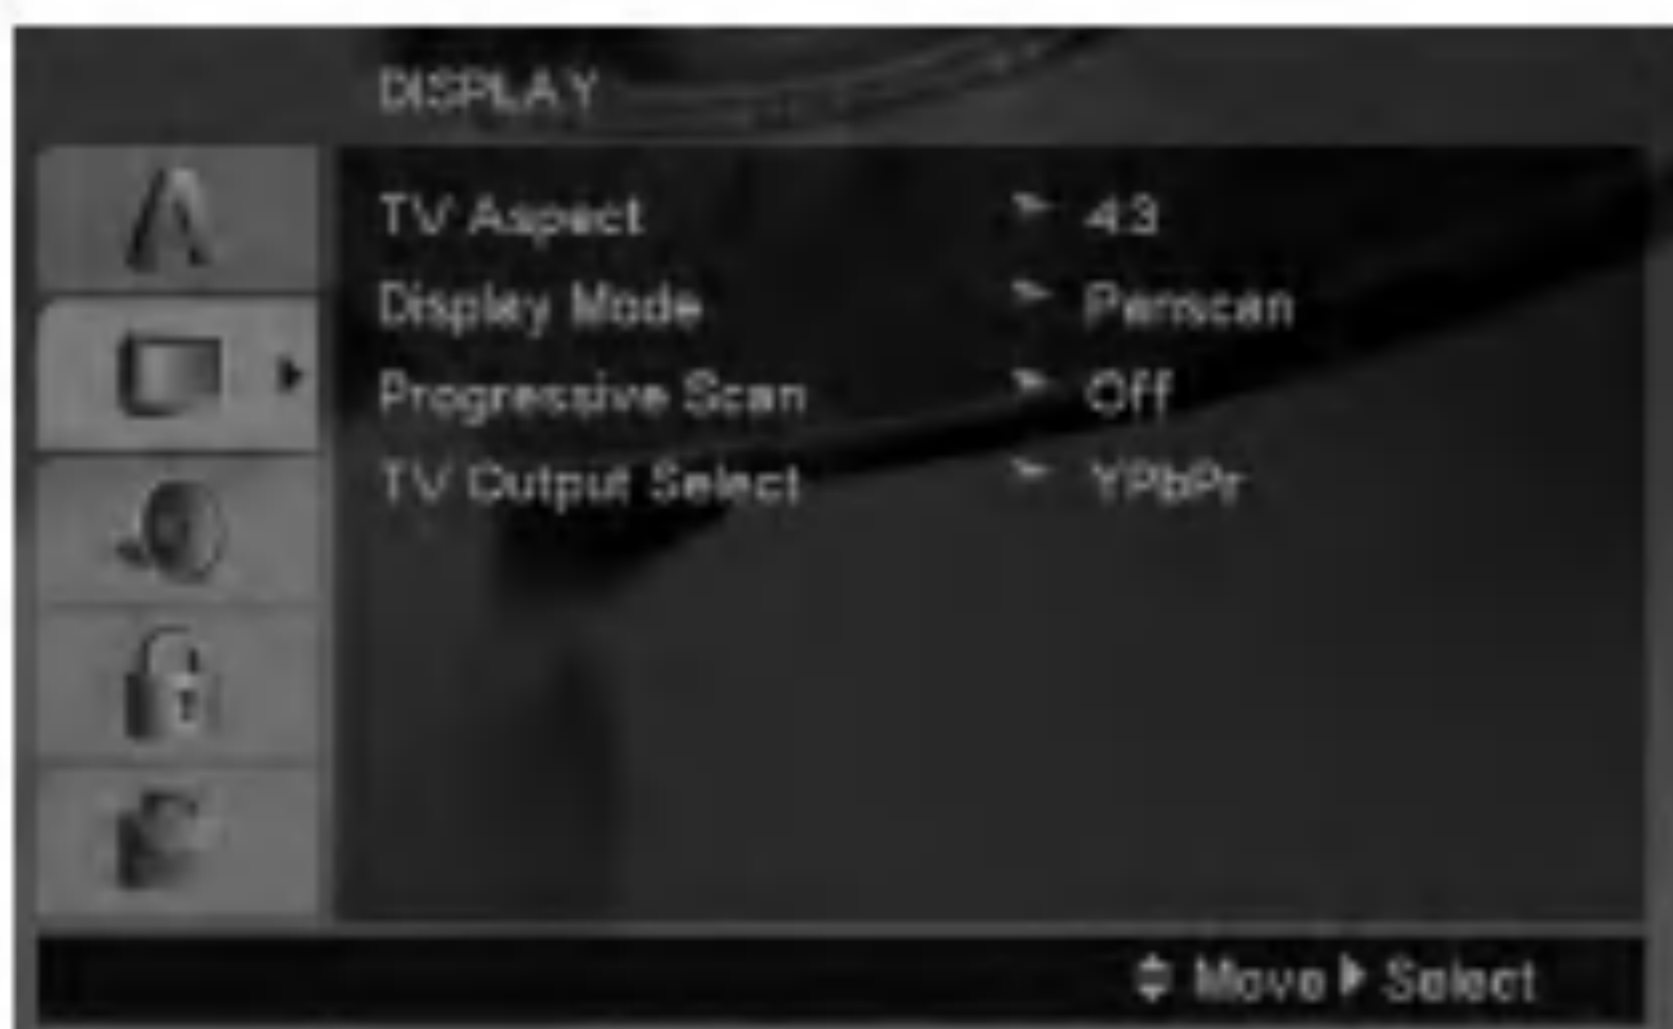 DISPLAY
TV Aspect 4:3
Display Mode Panscan
Progressive Scan Off
TV Output Select YPbPr
Move Select